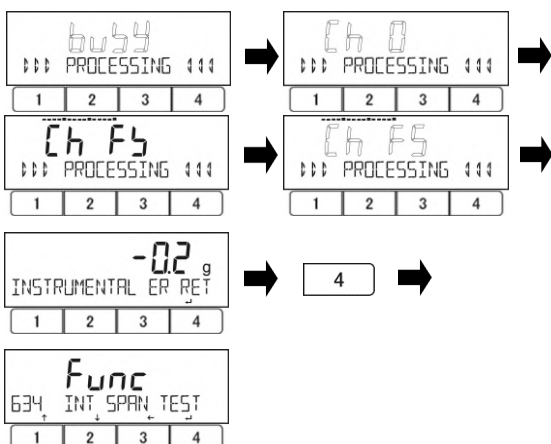 busy
PROCESSING
1 2 3 4
Ch 0
PROCESSING
1 2 3 4
Ch FS
PROCESSING
1 2 3 4
Ch FS
PROCESSING
1 2 3 4
-0.2 g
INSTRUMENTAL ER RET
1 2 3 4
4
Func
634 INT SPAN TEST
1 2 3 4